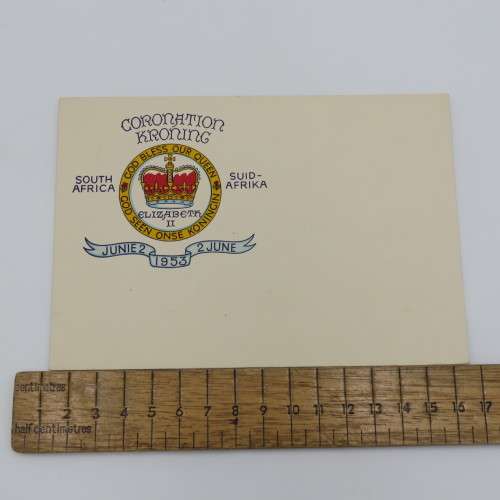 CORONATION
KRONING
GOD BLESS OUR QUEEN
SOUTH
AFRICA
SUID-
AFRIKA
ELIZABETH
II
GOD SEEN ONSE KONINGIN
JUNIE 2
1953
2 JUNE
centimetres
1 2 3 4 5 6 7 8 9 10 11 12 13 14 15 16 17
half centimetres